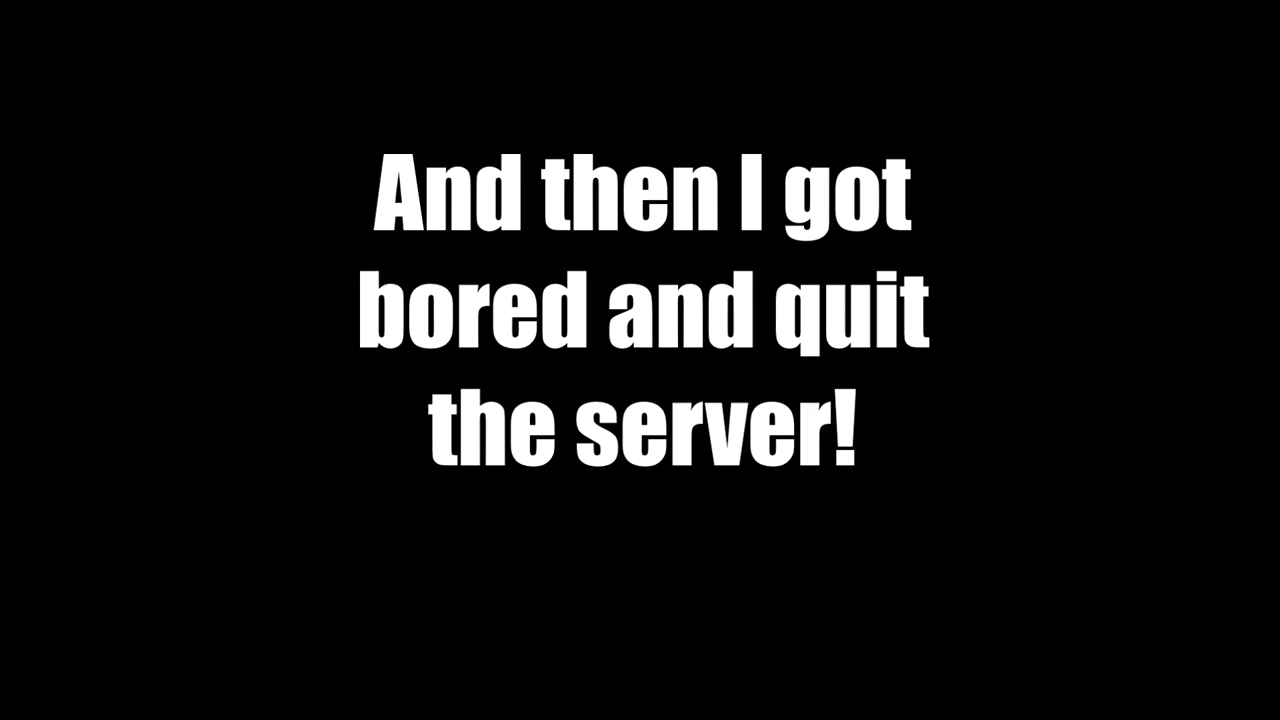 And then I got
bored and quit
the server!